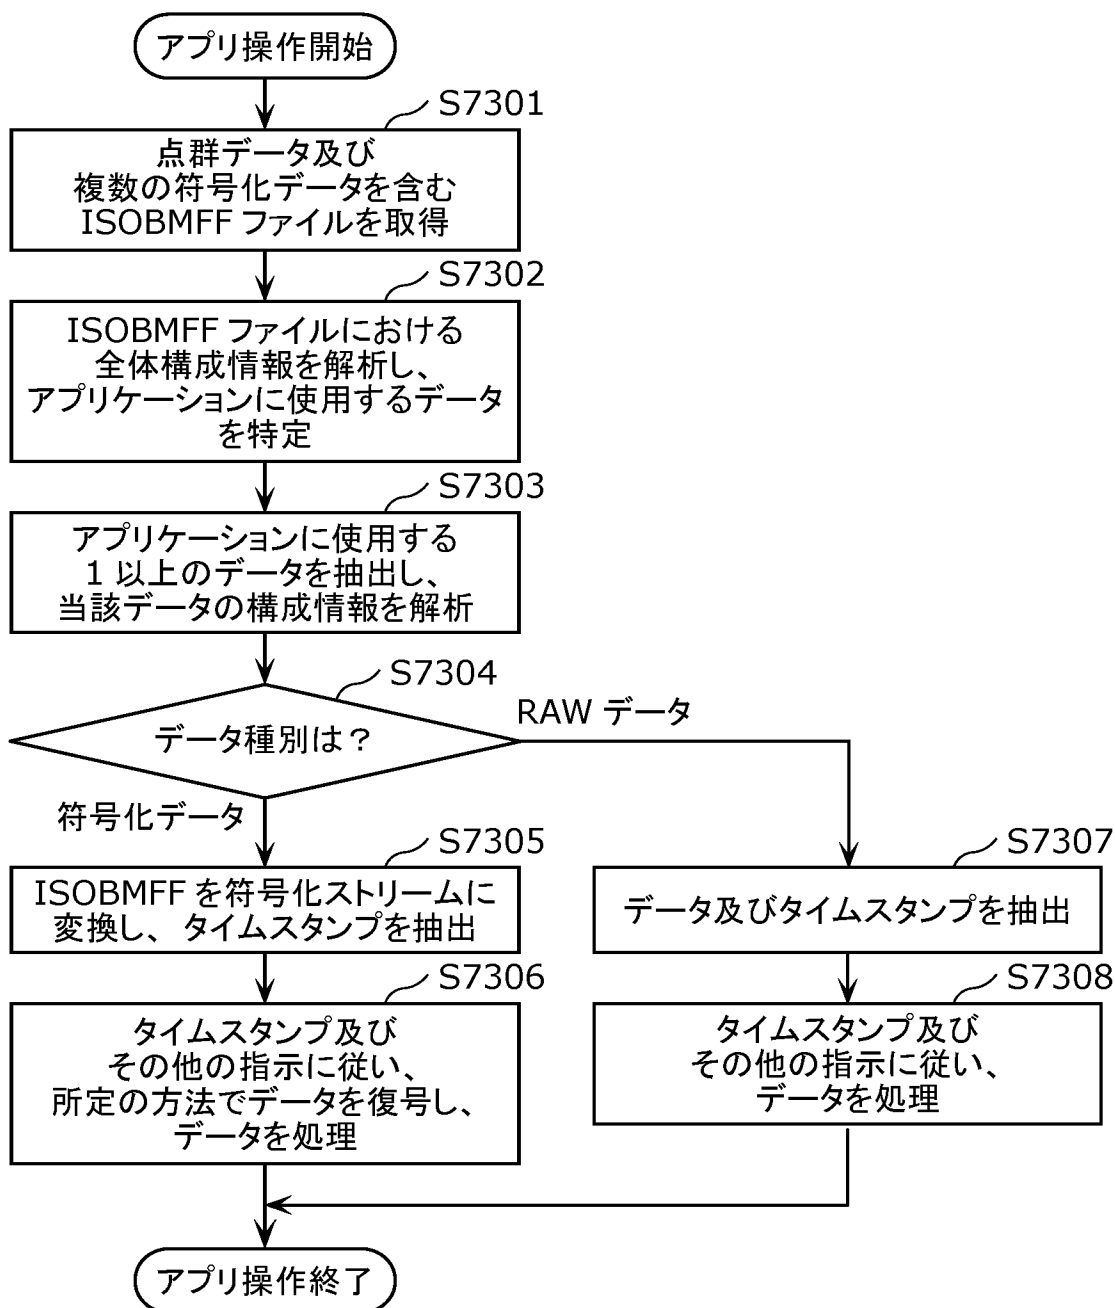 アプリ操作開始
S7301
点群データ及び
複数の符号化データを含む
ISOBMFF ファイルを取得
S7302
ISOBMFF ファイルにおける
全体構成情報を解析し、
アプリケーションに使用するデータ
を特定
S7303
アプリケーションに使用する
1 以上のデータを抽出し、
当該データの構成情報を解析
S7304
データ種別は？
RAW データ
符号化データ
S7305
ISOBMFF を符号化ストリームに
変換し、 タイムスタンプを抽出
S7307
データ及びタイムスタンプを抽出
S7306
タイムスタンプ及び
その他の指示に従い、
所定の方法でデータを復号し、
データを処理
S7308
タイムスタンプ及び
その他の指示に従い、
データを処理
アプリ操作終了